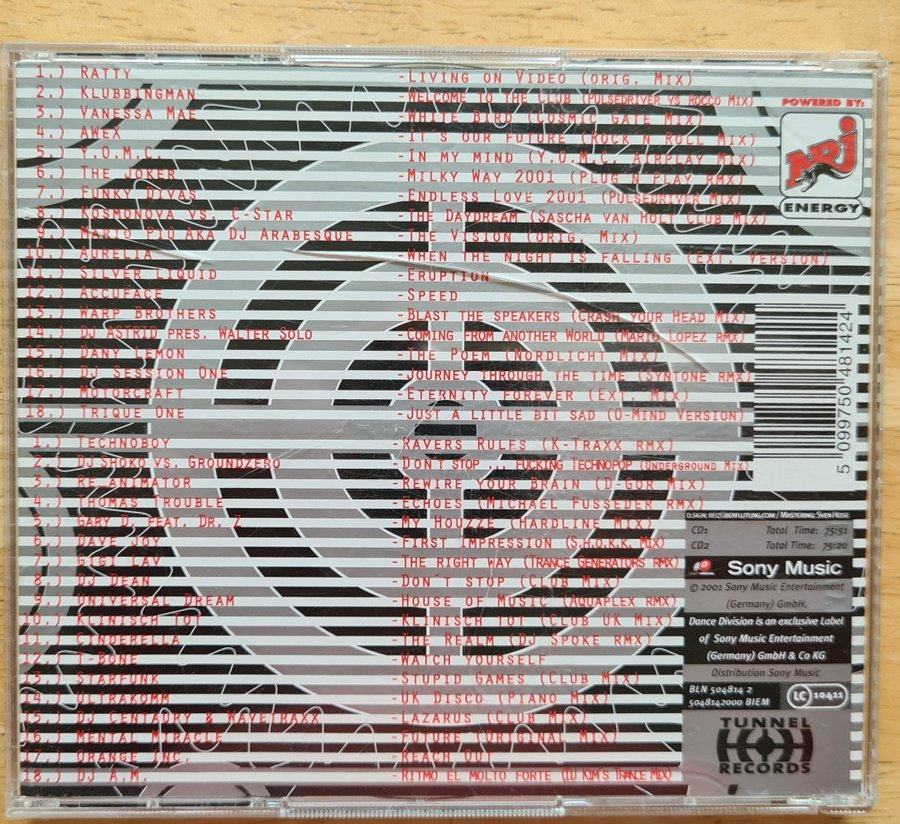 1.) Ratty -Living on Video (orig. Mix)
2.) Klubbingman -Welcome to the Club (Pulsedriver vs Rocco Mix)
3.) Vanessa Mae -White Bird (Cosmic Gate Mix)
4.) Awex -It's our Future (Rock n Roll Mix)
5.) Y.O.M.C. -In my mind (Y.O.M.C. Airplay Mix)
6.) The Joker -Milky Way 2001 (Plug n Play rmx)
7.) Funky Divas -Endless Love 2001 (Pulsedriver Mix)
8.) Kosmonova vs. C-Star -The Daydream (Sascha van Holt Club Mix)
9.) Mario Piu aka DJ Arabesque -The Vision (orig. Mix)
10.) Aurelia -When the night is falling (Ext. Version)
11.) Silver Liquid -Eruption
12.) Accuface -Speed
13.) Warp Brothers -Blast the speakers (Crash your Head Mix)
14.) DJ Astrid pres. Walter Solo -Coming from another World (Mario Lopez rmx)
15.) Dany Lemon -The Poem (Nordlicht Mix)
16.) DJ Session One -Journey through the time (Syntone rmx)
17.) Motorcraft -Eternity forever (Ext. Mix)
18.) Trique One -Just a little bit sad (O-Mind Version)
1.) Technoboy -Ravers Rules (K-Traxx rmx)
2.) DJ Shoko vs. Groundzero -Don't stop ... fucking Technopop (Underground Mix)
3.) Re-Animator -Rewire your Brain (D-Gor Mix)
4.) Thomas Trouble -Echoes (Michael Fusseder rmx)
5.) Gary D. feat. Dr. Z -My Houzze (Hardline Mix)
6.) Dave Joy -First Impression (S.H.O.K.K. Mix)
7.) Gigi Lav -The right way (Trance Generators rmx)
8.) DJ Dean -Don´t stop (Club Mix)
9.) Universal Dream -House of Music (Aquaplex rmx)
10.) Klinisch Tot -Klinisch Tot (Club UK Mix)
11.) Cinderella -The Realm (DJ Spoke rmx)
12.) T-Bone -Watch yourself
13.) Starfunk -Stupid Games (Club Mix)
14.) Ultrakomm -UK Disco (Piano Mix)
15.) DJ Centaury & Wavetraxx -Lazarus (Club Mix)
16.) Mental Miracle -Future (Original Mix)
17.) Orange Inc. -Reach Out
18.) DJ A.M. -Ritmo el molto forte (DJ Kim's Trance Mix)
POWERED BY:
NRJ
ENERGY
5 099750 481424
D.SIGN: REIZÜBERFLUTUNG.COM / MASTERING: SVEN HEISE
CD1 Total Time: 75:51
CD2 Total Time: 75:20
Sony Music
© 2001 Sony Music Entertainment
(Germany) GmbH.
Dance Division is an exclusive Label
of Sony Music Entertainment
(Germany) GmbH & Co KG
Distribution Sony Music
BLN 504814 2
5048142000 BIEM
LC 10411
TUNNEL
RECORDS